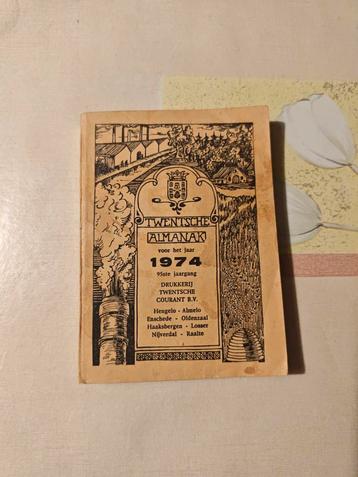 TWENTSCHE
ALMANAK
voor het jaar
1974
95ste jaargang
DRUKKERIJ
TWENTSCHE
COURANT B.V.
Hengelo - Almelo
Enschede - Oldenzaal
Haaksbergen - Losser
Nijverdal - Raalte